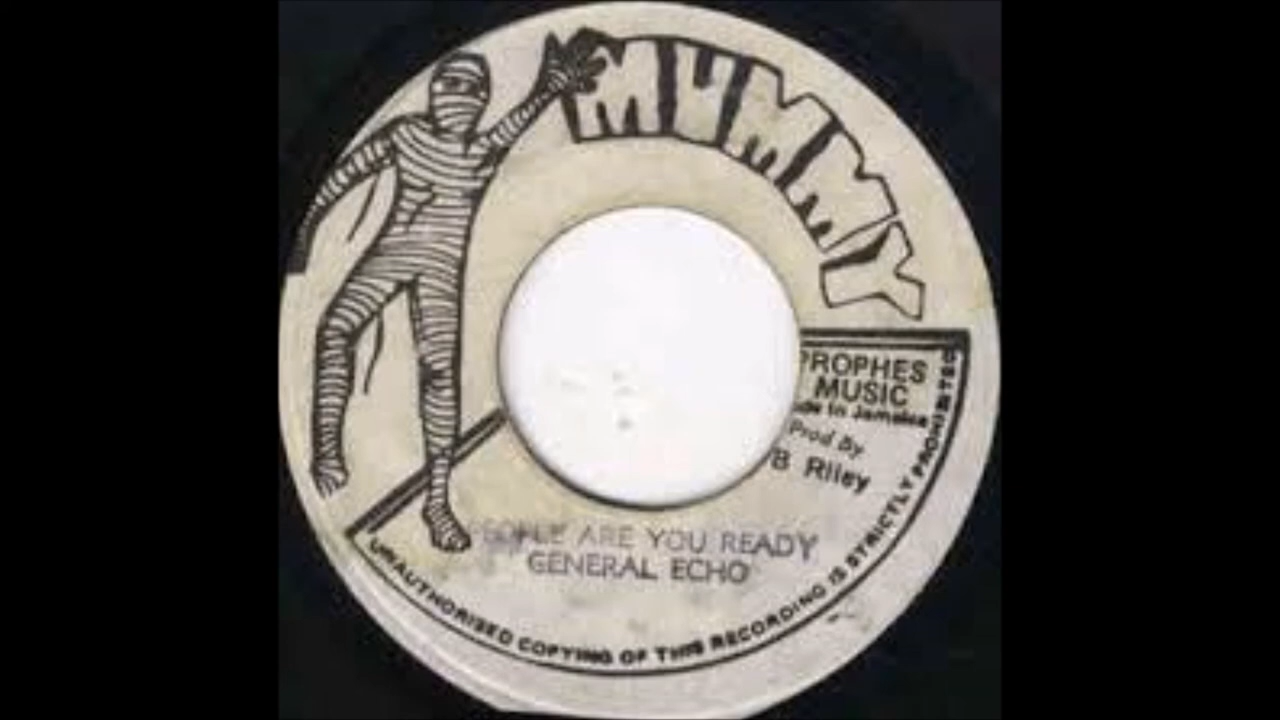 MUMMY
PROPHES
MUSIC
Made In Jamaica
Prod By
B Riley
PEOPLE ARE YOU READY
GENERAL ECHO
UNAUTHORISED COPYING OF THIS RECORDING IS STRICTLY PROHIBITED